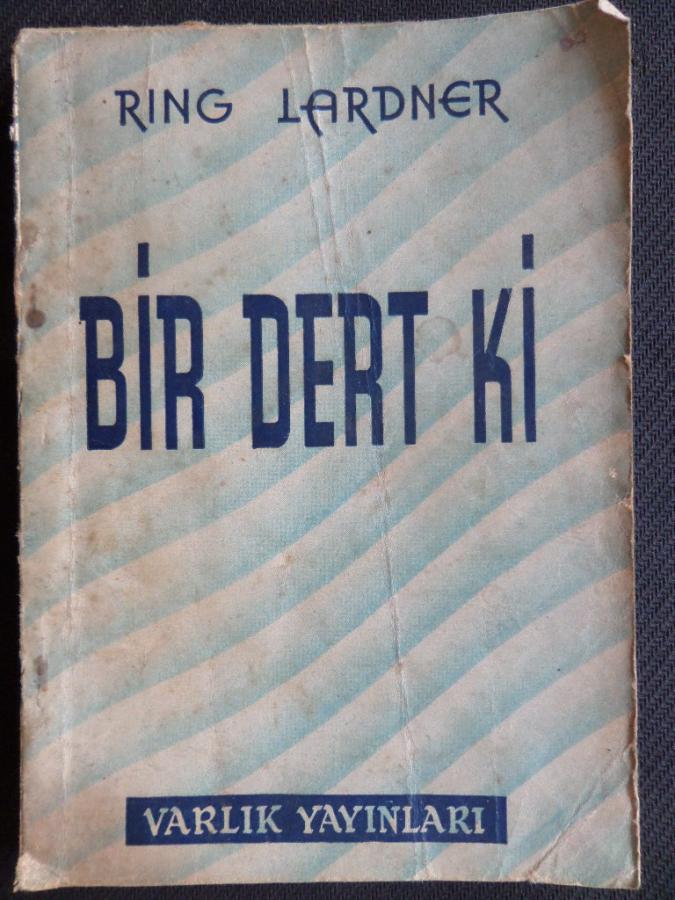 RING LARDNER
BİR DERT Kİ
VARLIK YAYINLARI